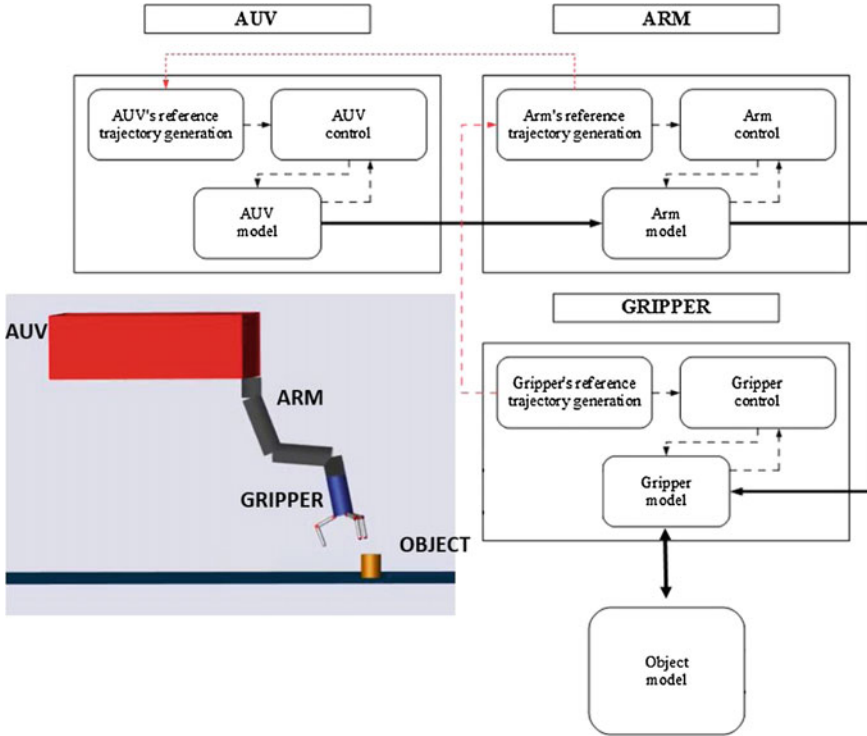 AUV
ARM
AUV's reference
trajectory generation
AUV
control
Arm's reference
trajectory generation
Arm
control
AUV
model
Arm
model
GRIPPER
AUV
ARM
GRIPPER
OBJECT
Gripper's reference
trajectory generation
Gripper
control
Gripper
model
Object
model